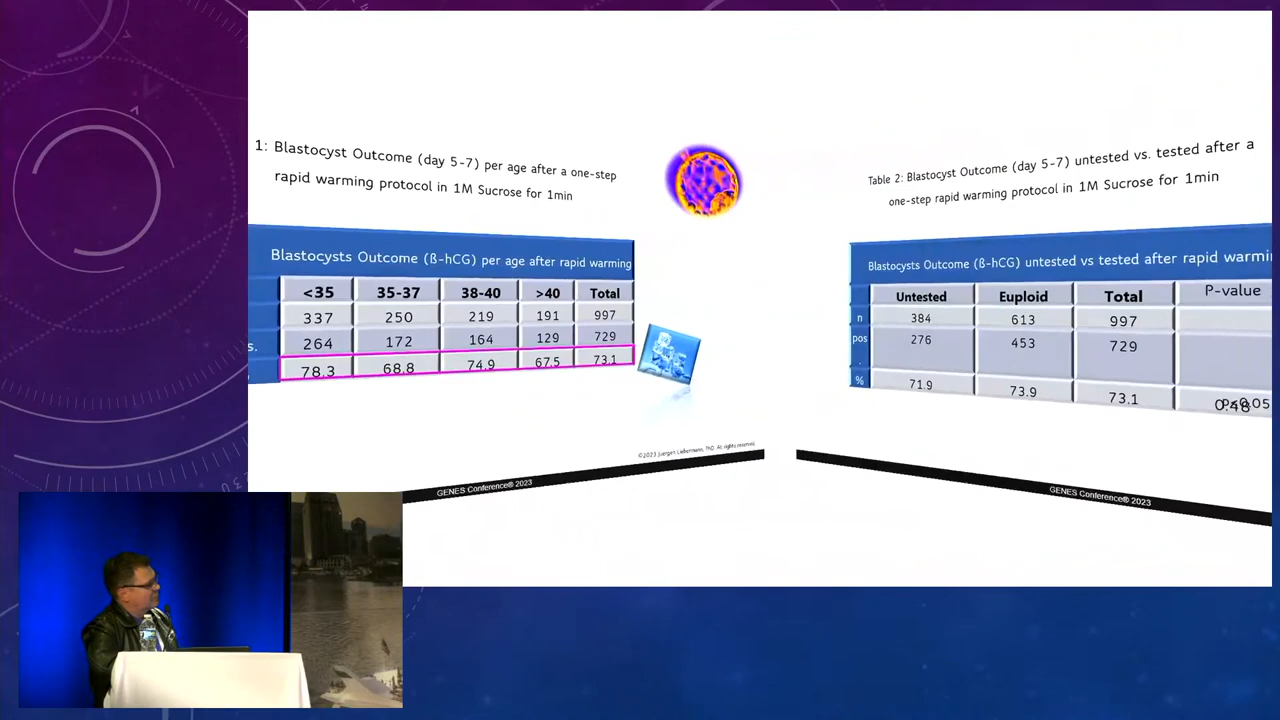 1: Blastocyst Outcome (day 5-7) per age after a one-step
rapid warming protocol in 1M Sucrose for 1min
Blastocysts Outcome (ß-hCG) per age after rapid warming
<35 35-37 38-40 >40 Total
337 250 219 191 997
s. 264 172 164 129 729
78.3 68.8 74.9 67.5 73.1
©2023 Juergen Liebermann, PhD. All rights reserved
GENES Conference® 2023
Table 2: Blastocyst Outcome (day 5-7) untested vs. tested after a
one-step rapid warming protocol in 1M Sucrose for 1min
Blastocysts Outcome (ß-hCG) untested vs tested after rapid warmin
Untested Euploid Total P-value
n 384 613 997
pos 276 453 729
.
% 71.9 73.9 73.1 0.48
GENES Conference® 2023